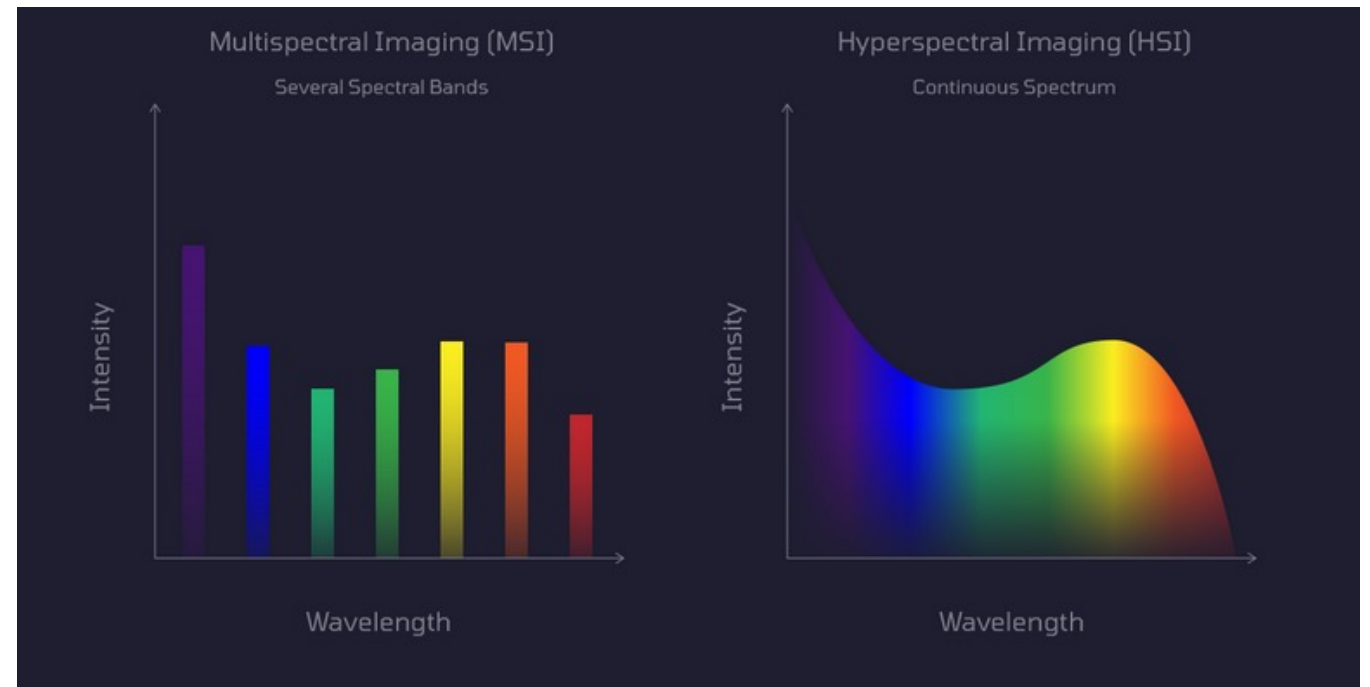 Multispectral Imaging (MSI)
Several Spectral Bands
Intensity
Wavelength
Hyperspectral Imaging (HSI)
Continuous Spectrum
Intensity
Wavelength